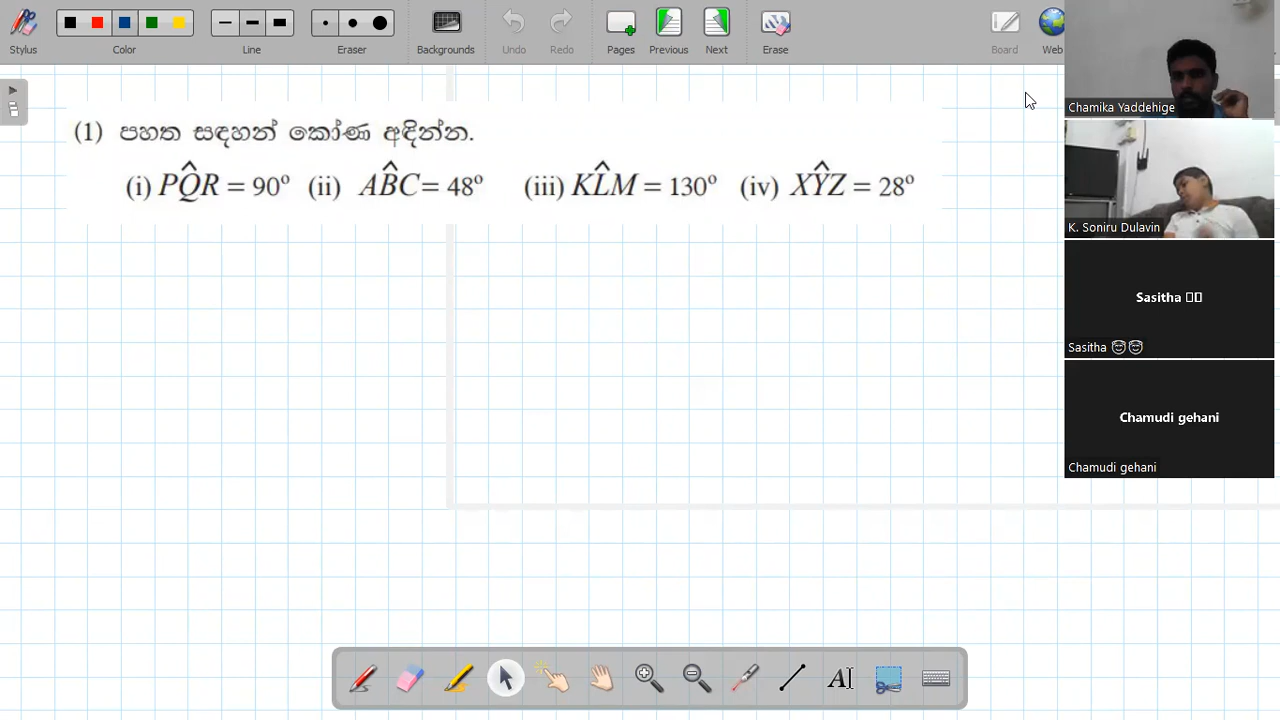 Stylus
Color
Line
Eraser
Backgrounds
Undo
Redo
Pages
Previous
Next
Erase
Board
Web
(1) පහත සඳහන් කෝණ අඳින්න.
(i) PQ̂R = 90° (ii) AB̂C = 48° (iii) KL̂M = 130° (iv) XŶZ = 28°
Chamika Yaddehige
K. Soniru Dulavin
Sasitha
Sasitha 😇😇
Chamudi gehani
Chamudi gehani